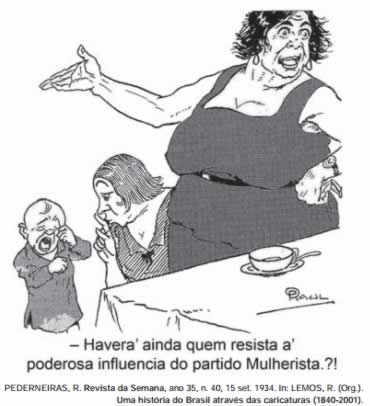 Raul
– Havera' ainda quem resista a'
poderosa influencia do partido Mulherista.?!
PEDERNEIRAS, R. Revista da Semana, ano 35, n. 40, 15 set. 1934. In: LEMOS, R. (Org.).
Uma história do Brasil através das caricaturas (1840-2001).